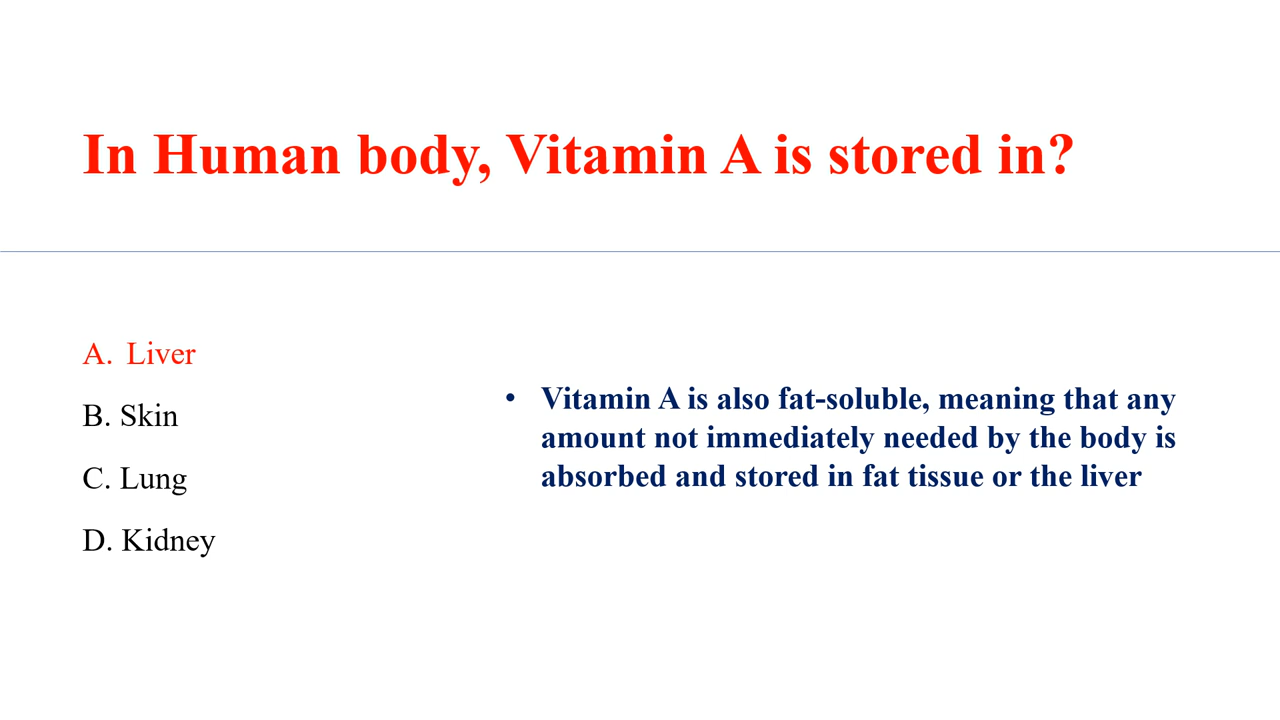 In Human body, Vitamin A is stored in?
A. Liver
B. Skin
C. Lung
D. Kidney
• Vitamin A is also fat-soluble, meaning that any
amount not immediately needed by the body is
absorbed and stored in fat tissue or the liver